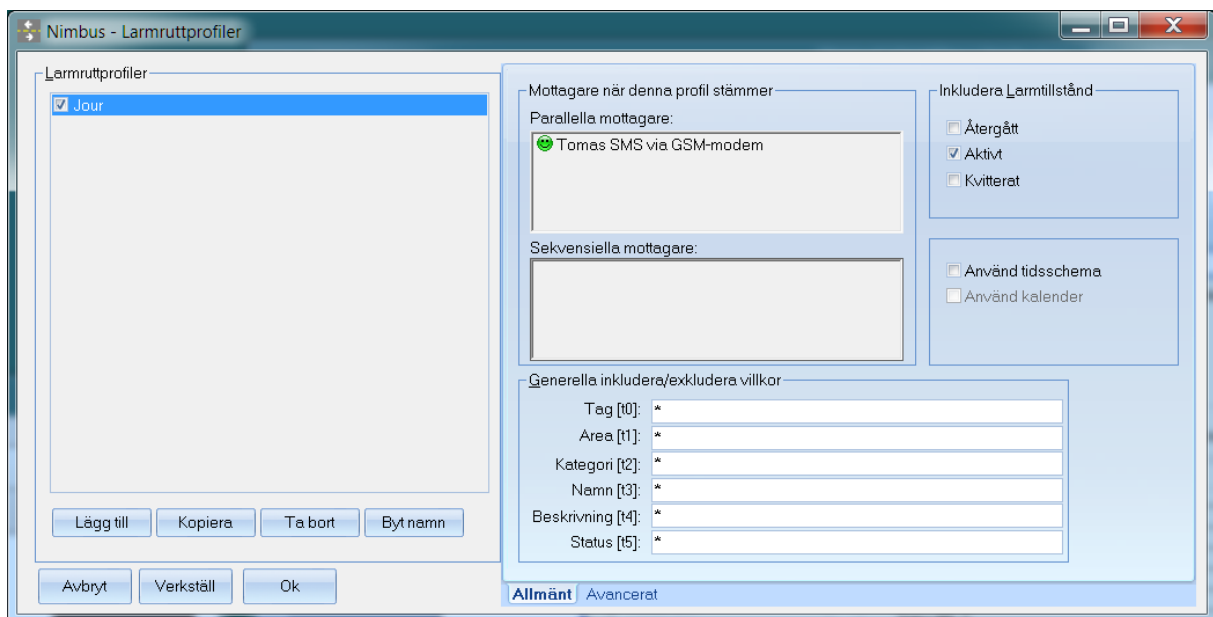 Nimbus - Larmruttprofiler
Larmruttprofiler
Jour
Lägg till
Kopiera
Ta bort
Byt namn
Avbryt
Verkställ
Ok
Mottagare när denna profil stämmer
Parallella mottagare:
Tomas SMS via GSM-modem
Sekvensiella mottagare:
Inkludera Larmtillstånd
Återgått
Aktivt
Kvitterat
Använd tidsschema
Använd kalender
Generella inkludera/exkludera villkor
Tag [t0]: *
Area [t1]: *
Kategori [t2]: *
Namn [t3]: *
Beskrivning [t4]: *
Status [t5]: *
Allmänt Avancerat